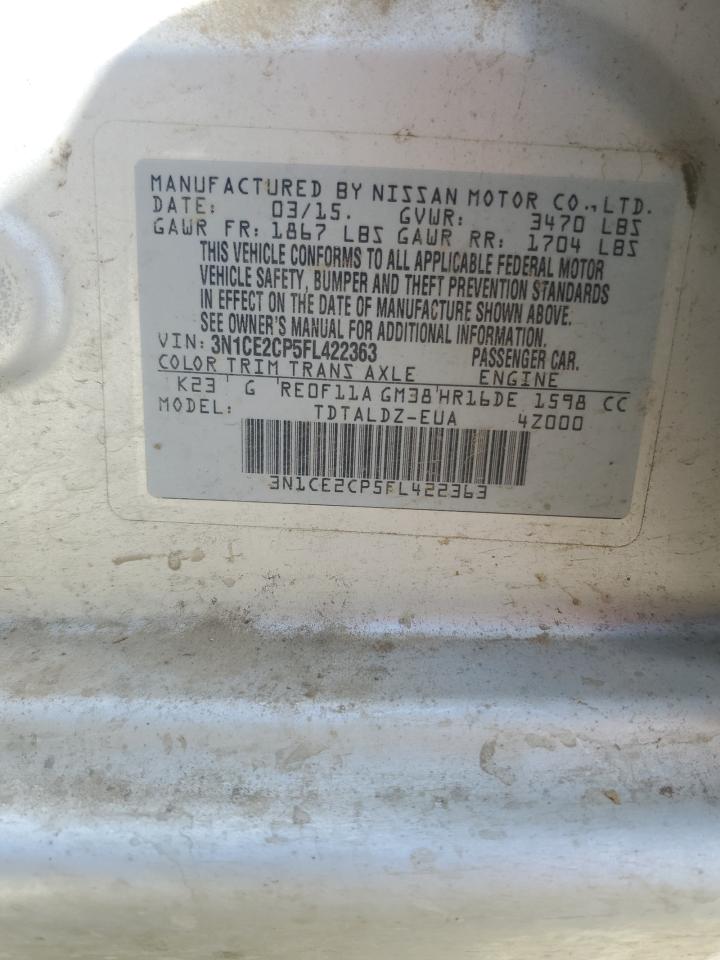 MANUFACTURED BY NISSAN MOTOR CO., LTD.
DATE: 03/15. GVWR: 3470 LBS
GAWR FR: 1867 LBS GAWR RR: 1704 LBS
THIS VEHICLE CONFORMS TO ALL APPLICABLE FEDERAL MOTOR
VEHICLE SAFETY, BUMPER AND THEFT PREVENTION STANDARDS
IN EFFECT ON THE DATE OF MANUFACTURE SHOWN ABOVE.
SEE OWNER'S MANUAL FOR ADDITIONAL INFORMATION.
VIN: 3N1CE2CP5FL422363 PASSENGER CAR.
COLOR TRIM TRANS AXLE ENGINE
K23 ' G 'RE0F11A GM38'HR16DE 1598 CC
MODEL: TDTALDZ-EUA 4Z000
3N1CE2CP5FL422363